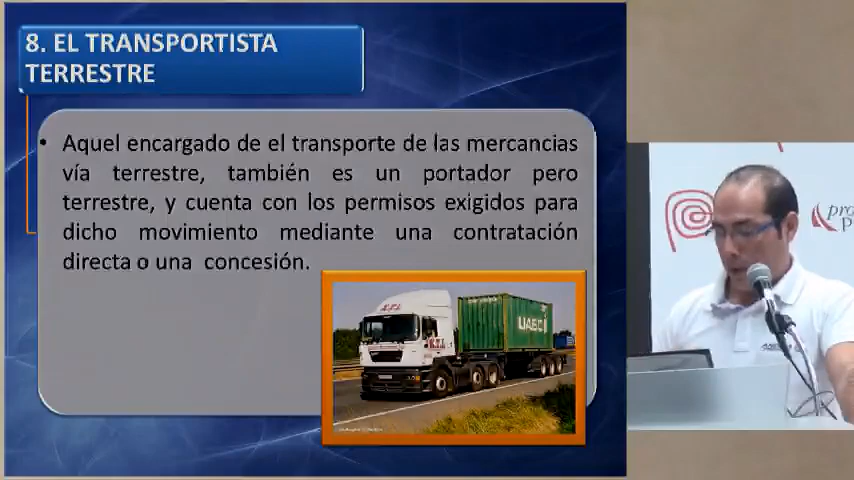 8. EL TRANSPORTISTA
TERRESTRE
• Aquel encargado de el transporte de las mercancias
vía terrestre, también es un portador pero
terrestre, y cuenta con los permisos exigidos para
dicho movimiento mediante una contratación
directa o una concesión.
UASC